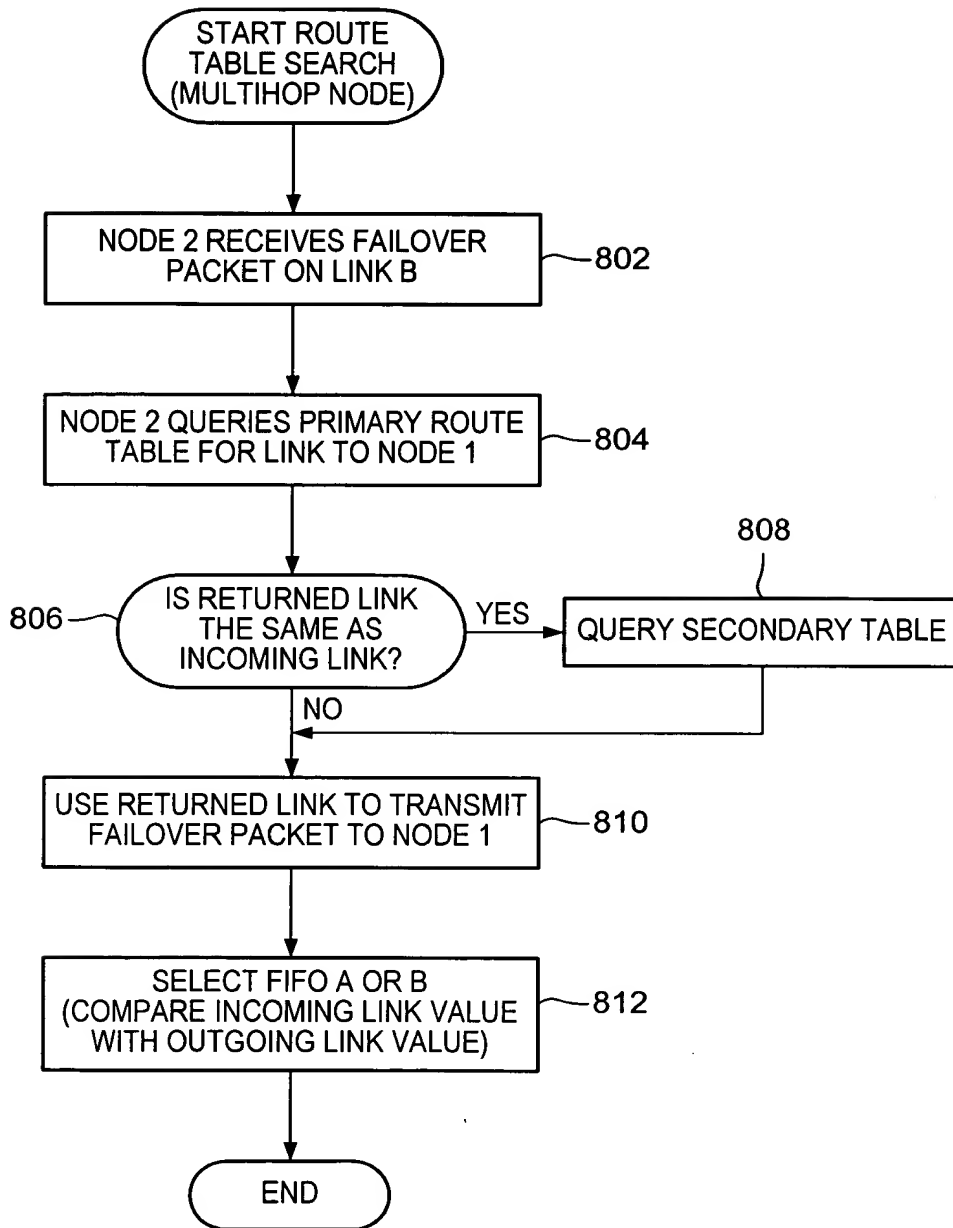 START ROUTE
TABLE SEARCH
(MULTIHOP NODE)
NODE 2 RECEIVES FAILOVER
PACKET ON LINK B
802
NODE 2 QUERIES PRIMARY ROUTE
TABLE FOR LINK TO NODE 1
804
808
806
IS RETURNED LINK
THE SAME AS
INCOMING LINK?
YES
QUERY SECONDARY TABLE
NO
USE RETURNED LINK TO TRANSMIT
FAILOVER PACKET TO NODE 1
810
SELECT FIFO A OR B
(COMPARE INCOMING LINK VALUE
WITH OUTGOING LINK VALUE)
812
END